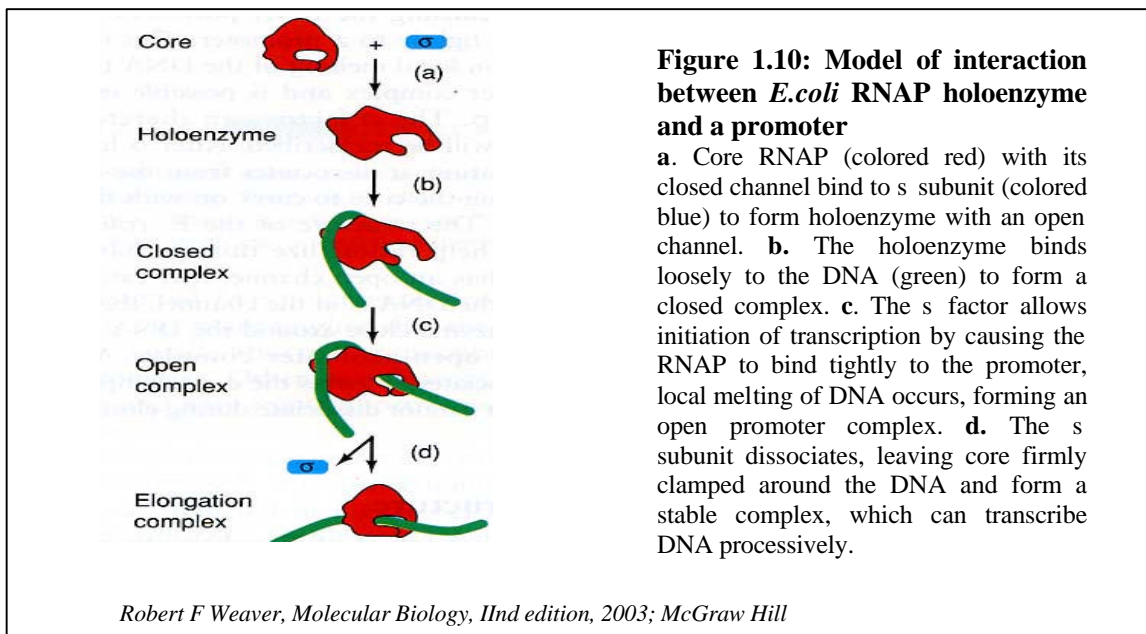 Core
+
σ
(a)
Holoenzyme
(b)
Closed
complex
(c)
Open
complex
(d)
σ
Elongation
complex
Figure 1.10: Model of interaction
between E.coli RNAP holoenzyme
and a promoter
a. Core RNAP (colored red) with its
closed channel bind to s subunit (colored
blue) to form holoenzyme with an open
channel. b. The holoenzyme binds
loosely to the DNA (green) to form a
closed complex. c. The s factor allows
initiation of transcription by causing the
RNAP to bind tightly to the promoter,
local melting of DNA occurs, forming an
open promoter complex. d. The s
subunit dissociates, leaving core firmly
clamped around the DNA and form a
stable complex, which can transcribe
DNA processively.
Robert F Weaver, Molecular Biology, IInd edition, 2003; McGraw Hill